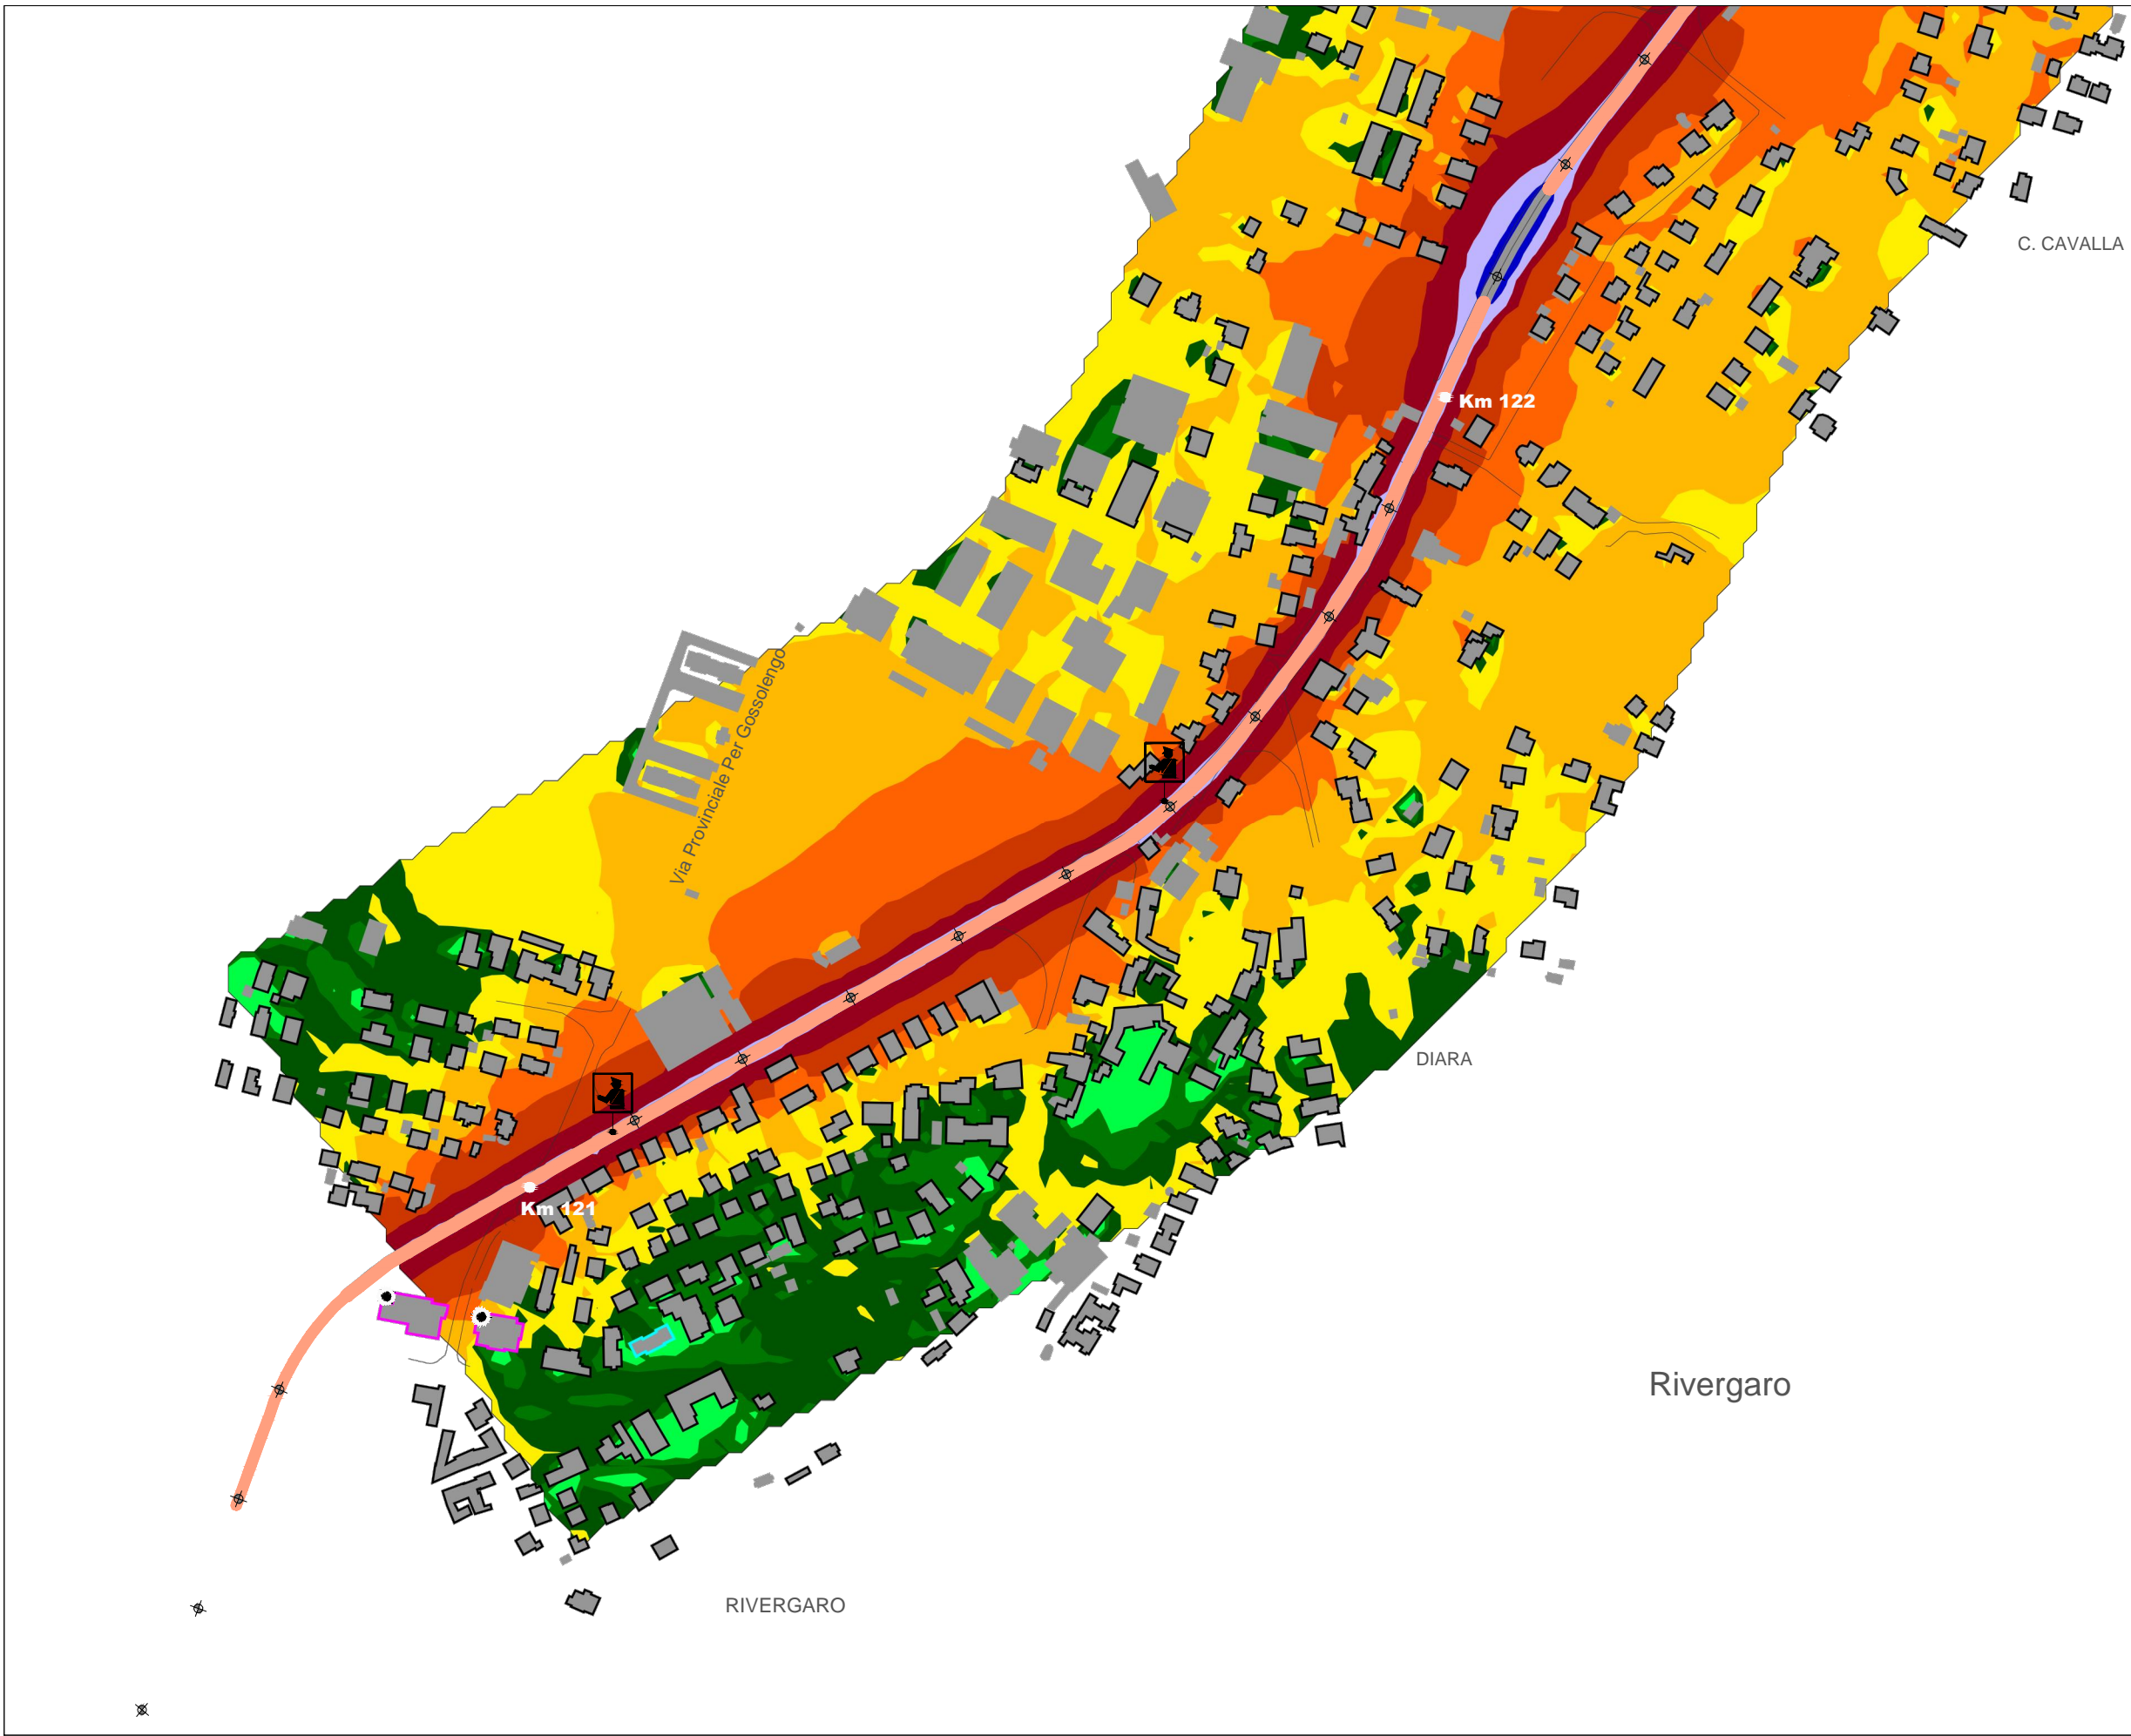 C. CAVALLA
Km 122
Via Provinciale Per Gossolengo
DIARA
Km 121
Rivergaro
RIVERGARO